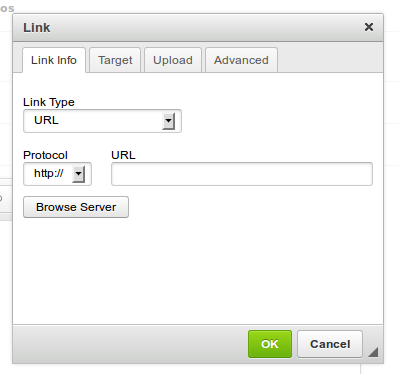 os
Link
Link Info Target Upload Advanced
Link Type
URL
Protocol URL
http://
Browse Server
OK Cancel